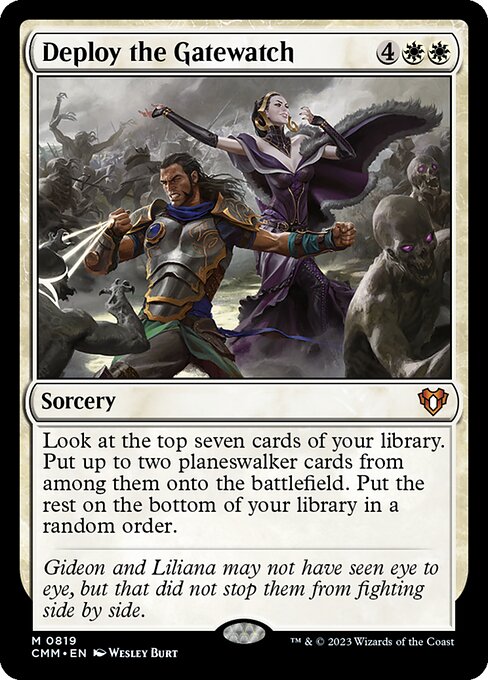 Deploy the Gatewatch 4
Sorcery
Look at the top seven cards of your library.
Put up to two planeswalker cards from
among them onto the battlefield. Put the
rest on the bottom of your library in a
random order.
Gideon and Liliana may not have seen eye to
eye, but that did not stop them from fighting
side by side.
M 0819
CMM • EN Wesley Burt
™ & © 2023 Wizards of the Coast